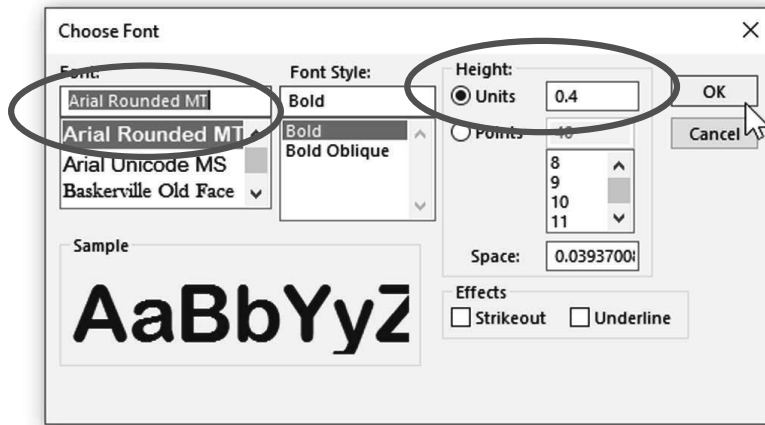 Choose Font
Font:
Arial Rounded MT
Arial Rounded MT
Arial Unicode MS
Baskerville Old Face
Font Style:
Bold
Bold
Bold Oblique
Height:
Units 0.4
Points
8
9
10
11
Space: 0.03937008
OK
Cancel
Sample
AaBbYyZ
Effects
Strikeout Underline